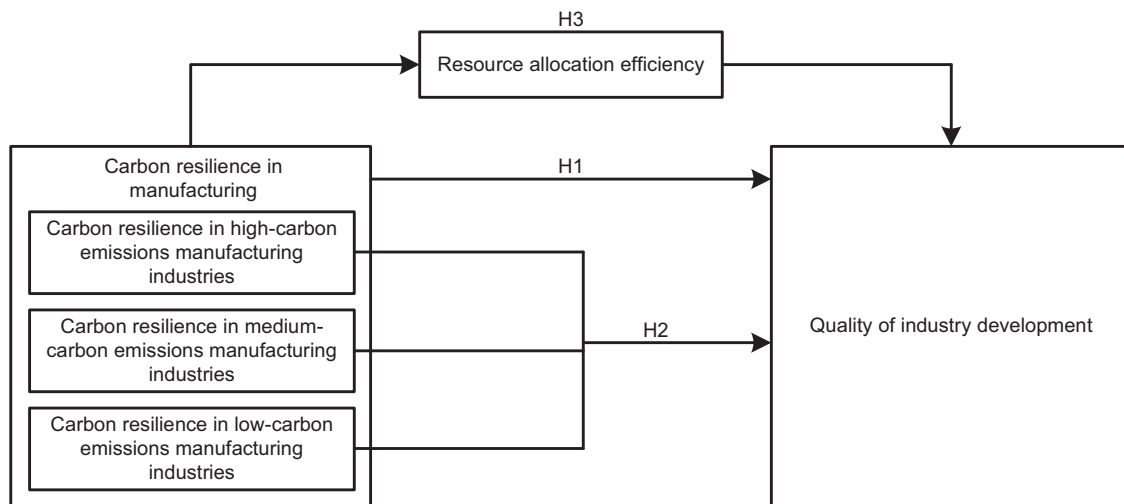 H3
Resource allocation efficiency
Carbon resilience in
manufacturing
H1
Carbon resilience in high-carbon
emissions manufacturing
industries
Carbon resilience in medium-
carbon emissions manufacturing
industries
H2
Quality of industry development
Carbon resilience in low-carbon
emissions manufacturing
industries